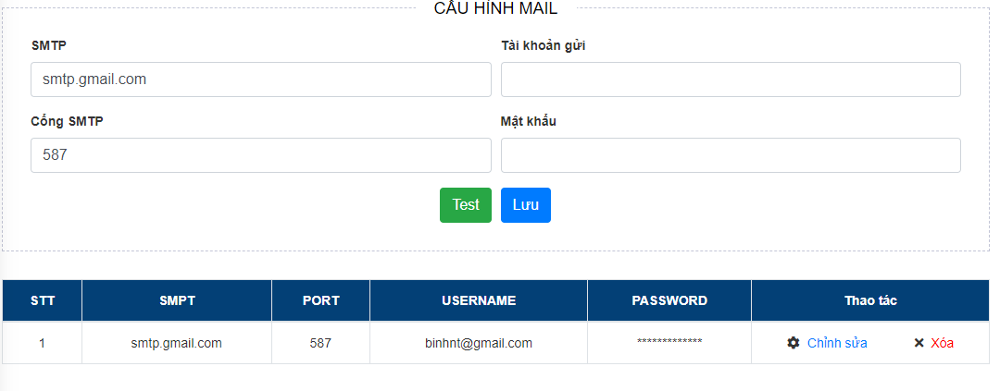 CẤU HÌNH MAIL
SMTP
Tài khoản gửi
smtp.gmail.com
Cổng SMTP
Mật khẩu
587
Test
Lưu
STT SMPT PORT USERNAME PASSWORD Thao tác
1 smtp.gmail.com 587 binhnt@gmail.com ************* Chỉnh sửa Xóa